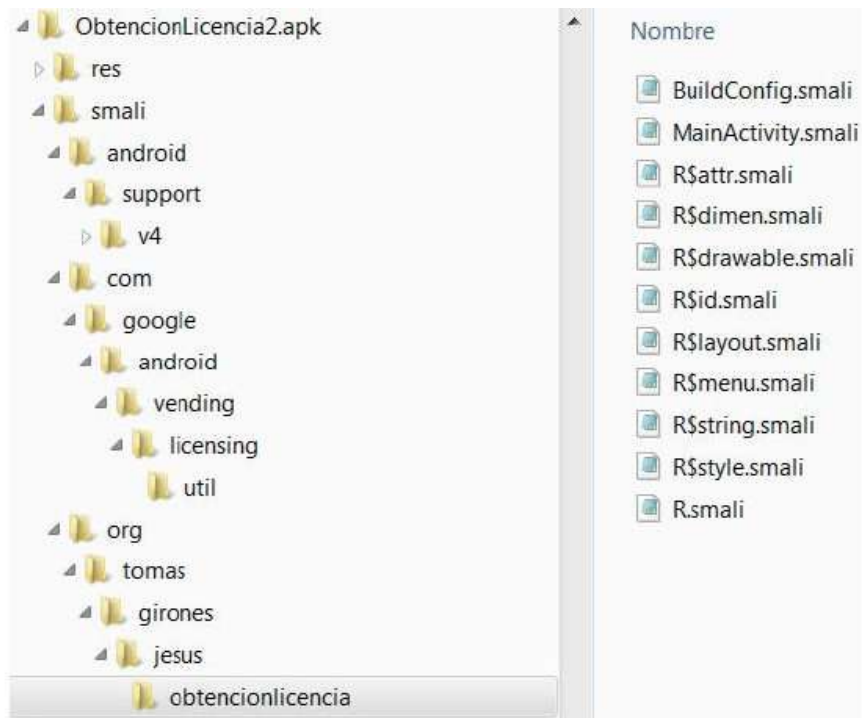 ObtencionLicencia2.apk
res
smali
android
support
v4
com
google
android
vending
licensing
util
org
tomas
girones
jesus
obtencionlicencia
Nombre
BuildConfig.smali
MainActivity.smali
R$attr.smali
R$dimen.smali
R$drawable.smali
R$id.smali
R$layout.smali
R$menu.smali
R$string.smali
R$style.smali
R.smali